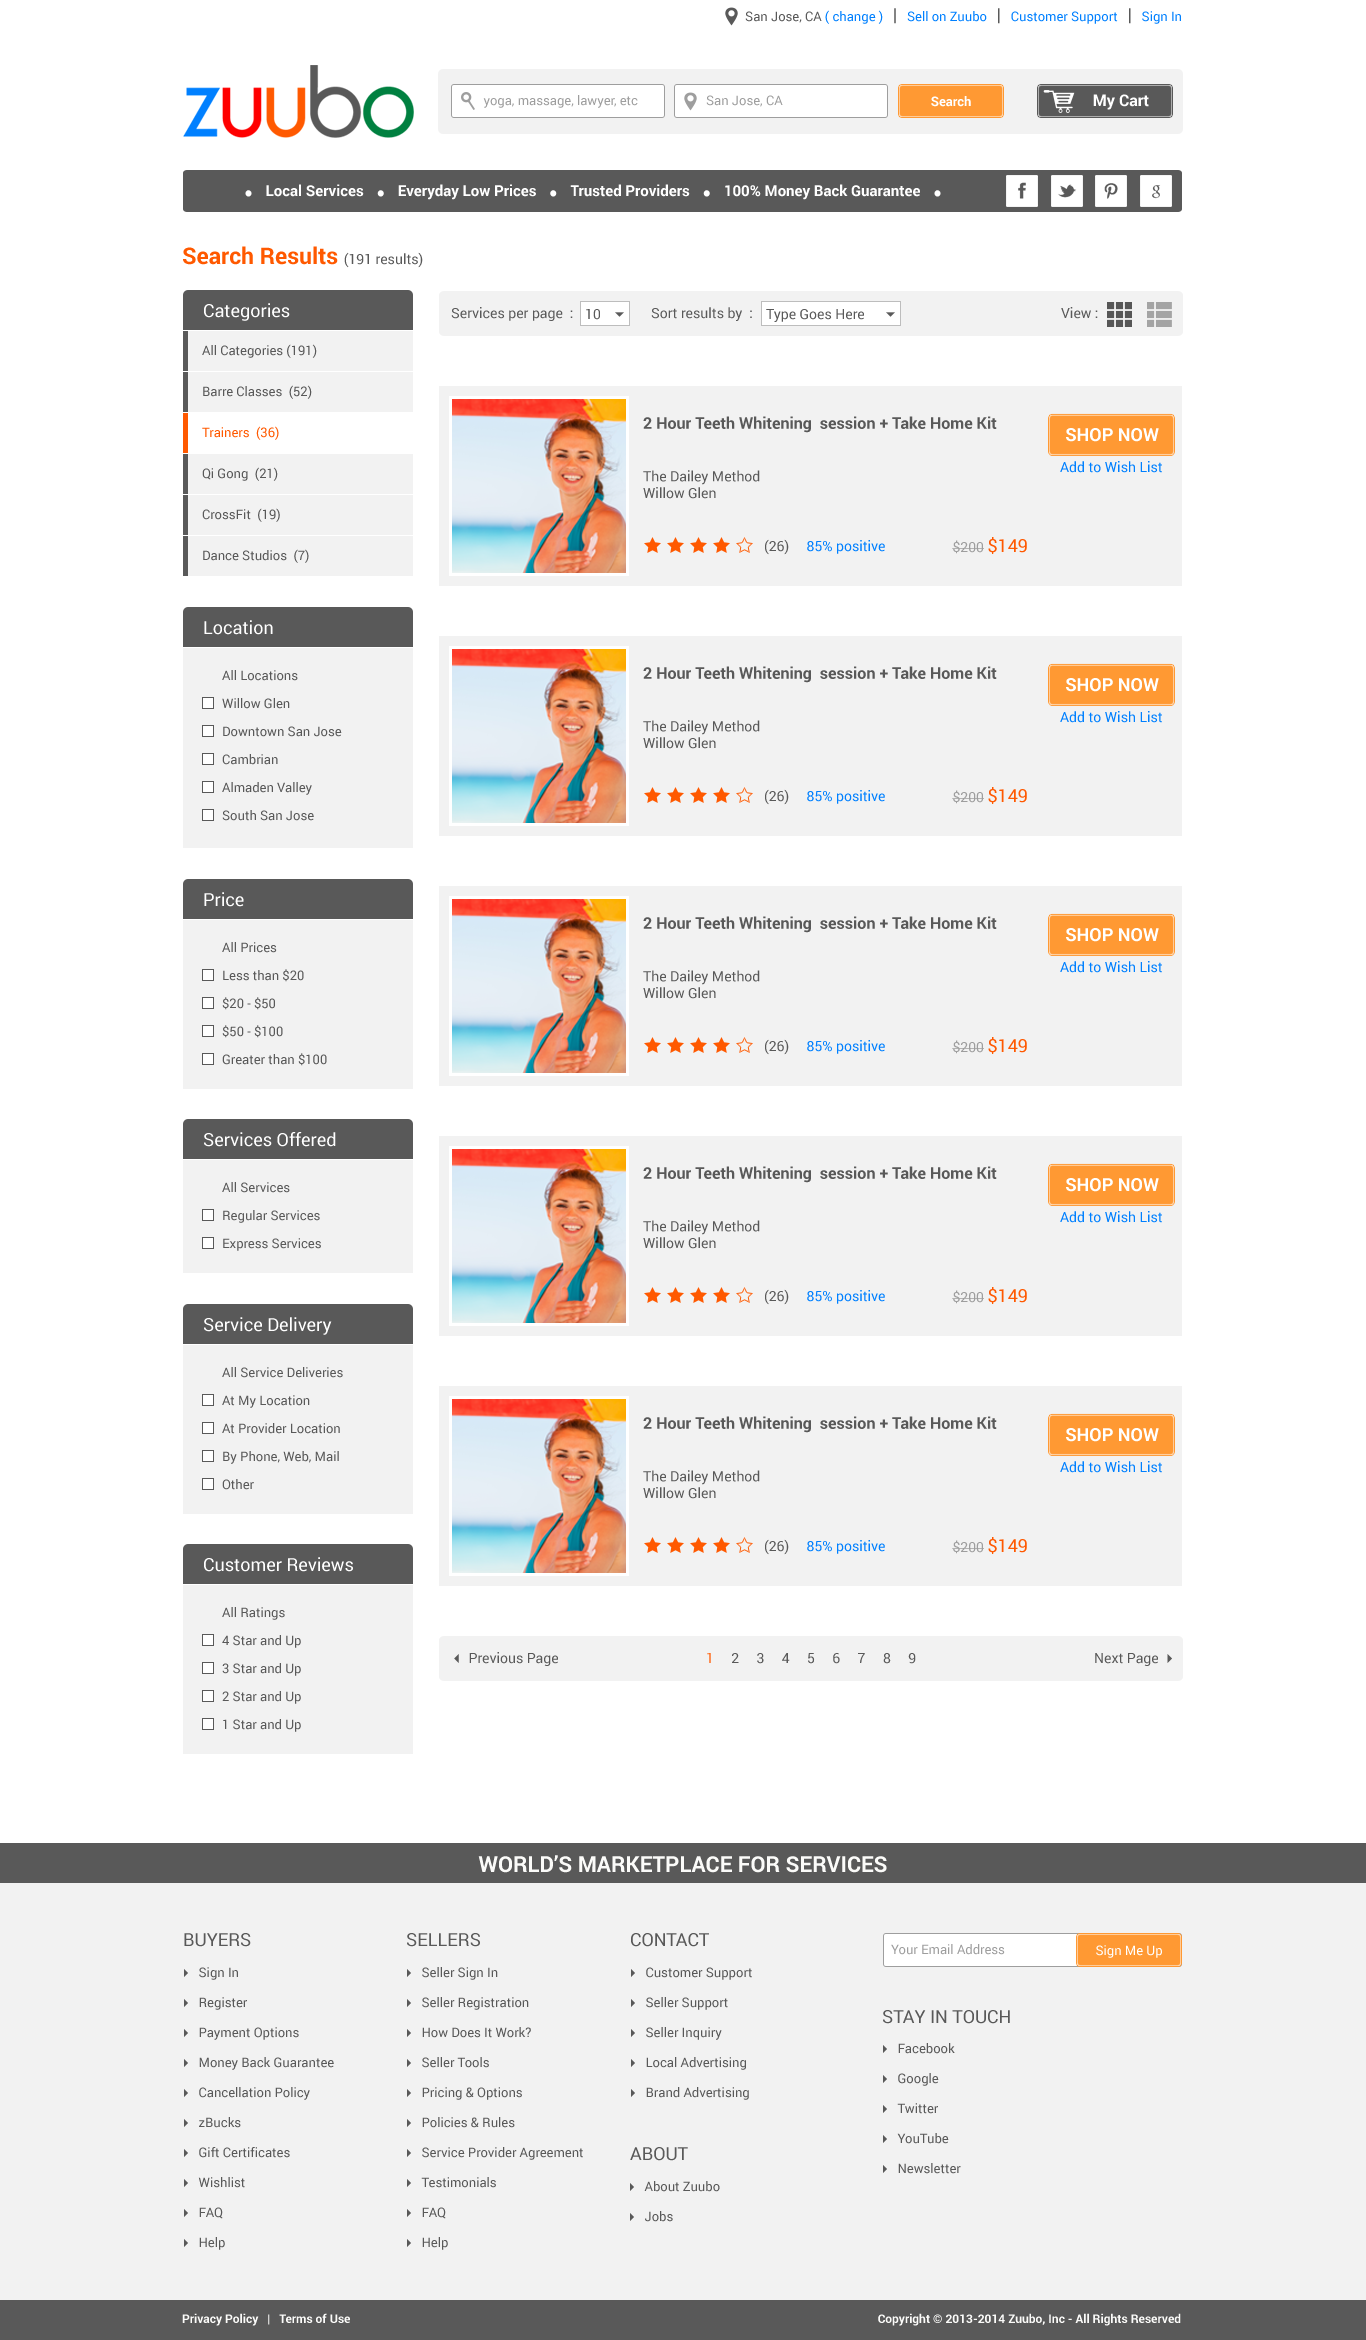 San Jose, CA ( change ) | Sell on Zuubo | Customer Support | Sign In
zuubo
yoga, massage, lawyer, etc
San Jose, CA
Search
My Cart
• Local Services • Everyday Low Prices • Trusted Providers • 100% Money Back Guarantee •
Search Results (191 results)
Categories
All Categories (191)
Barre Classes (52)
Trainers (36)
Qi Gong (21)
CrossFit (19)
Dance Studios (7)
Location
All Locations
Willow Glen
Downtown San Jose
Cambrian
Almaden Valley
South San Jose
Price
All Prices
Less than $20
$20 - $50
$50 - $100
Greater than $100
Services Offered
All Services
Regular Services
Express Services
Service Delivery
All Service Deliveries
At My Location
At Provider Location
By Phone, Web, Mail
Other
Customer Reviews
All Ratings
4 Star and Up
3 Star and Up
2 Star and Up
1 Star and Up
Services per page : 10 Sort results by : Type Goes Here View :
2 Hour Teeth Whitening session + Take Home Kit
SHOP NOW
Add to Wish List
The Dailey Method
Willow Glen
(26) 85% positive $200 $149
2 Hour Teeth Whitening session + Take Home Kit
SHOP NOW
Add to Wish List
The Dailey Method
Willow Glen
(26) 85% positive $200 $149
2 Hour Teeth Whitening session + Take Home Kit
SHOP NOW
Add to Wish List
The Dailey Method
Willow Glen
(26) 85% positive $200 $149
2 Hour Teeth Whitening session + Take Home Kit
SHOP NOW
Add to Wish List
The Dailey Method
Willow Glen
(26) 85% positive $200 $149
2 Hour Teeth Whitening session + Take Home Kit
SHOP NOW
Add to Wish List
The Dailey Method
Willow Glen
(26) 85% positive $200 $149
Previous Page 1 2 3 4 5 6 7 8 9 Next Page
WORLD'S MARKETPLACE FOR SERVICES
BUYERS
Sign In
Register
Payment Options
Money Back Guarantee
Cancellation Policy
zBucks
Gift Certificates
Wishlist
FAQ
Help
SELLERS
Seller Sign In
Seller Registration
How Does It Work?
Seller Tools
Pricing & Options
Policies & Rules
Service Provider Agreement
Testimonials
FAQ
Help
CONTACT
Customer Support
Seller Support
Seller Inquiry
Local Advertising
Brand Advertising
ABOUT
About Zuubo
Jobs
Your Email Address
Sign Me Up
STAY IN TOUCH
Facebook
Google
Twitter
YouTube
Newsletter
Privacy Policy | Terms of Use
Copyright © 2013-2014 Zuubo, Inc - All Rights Reserved